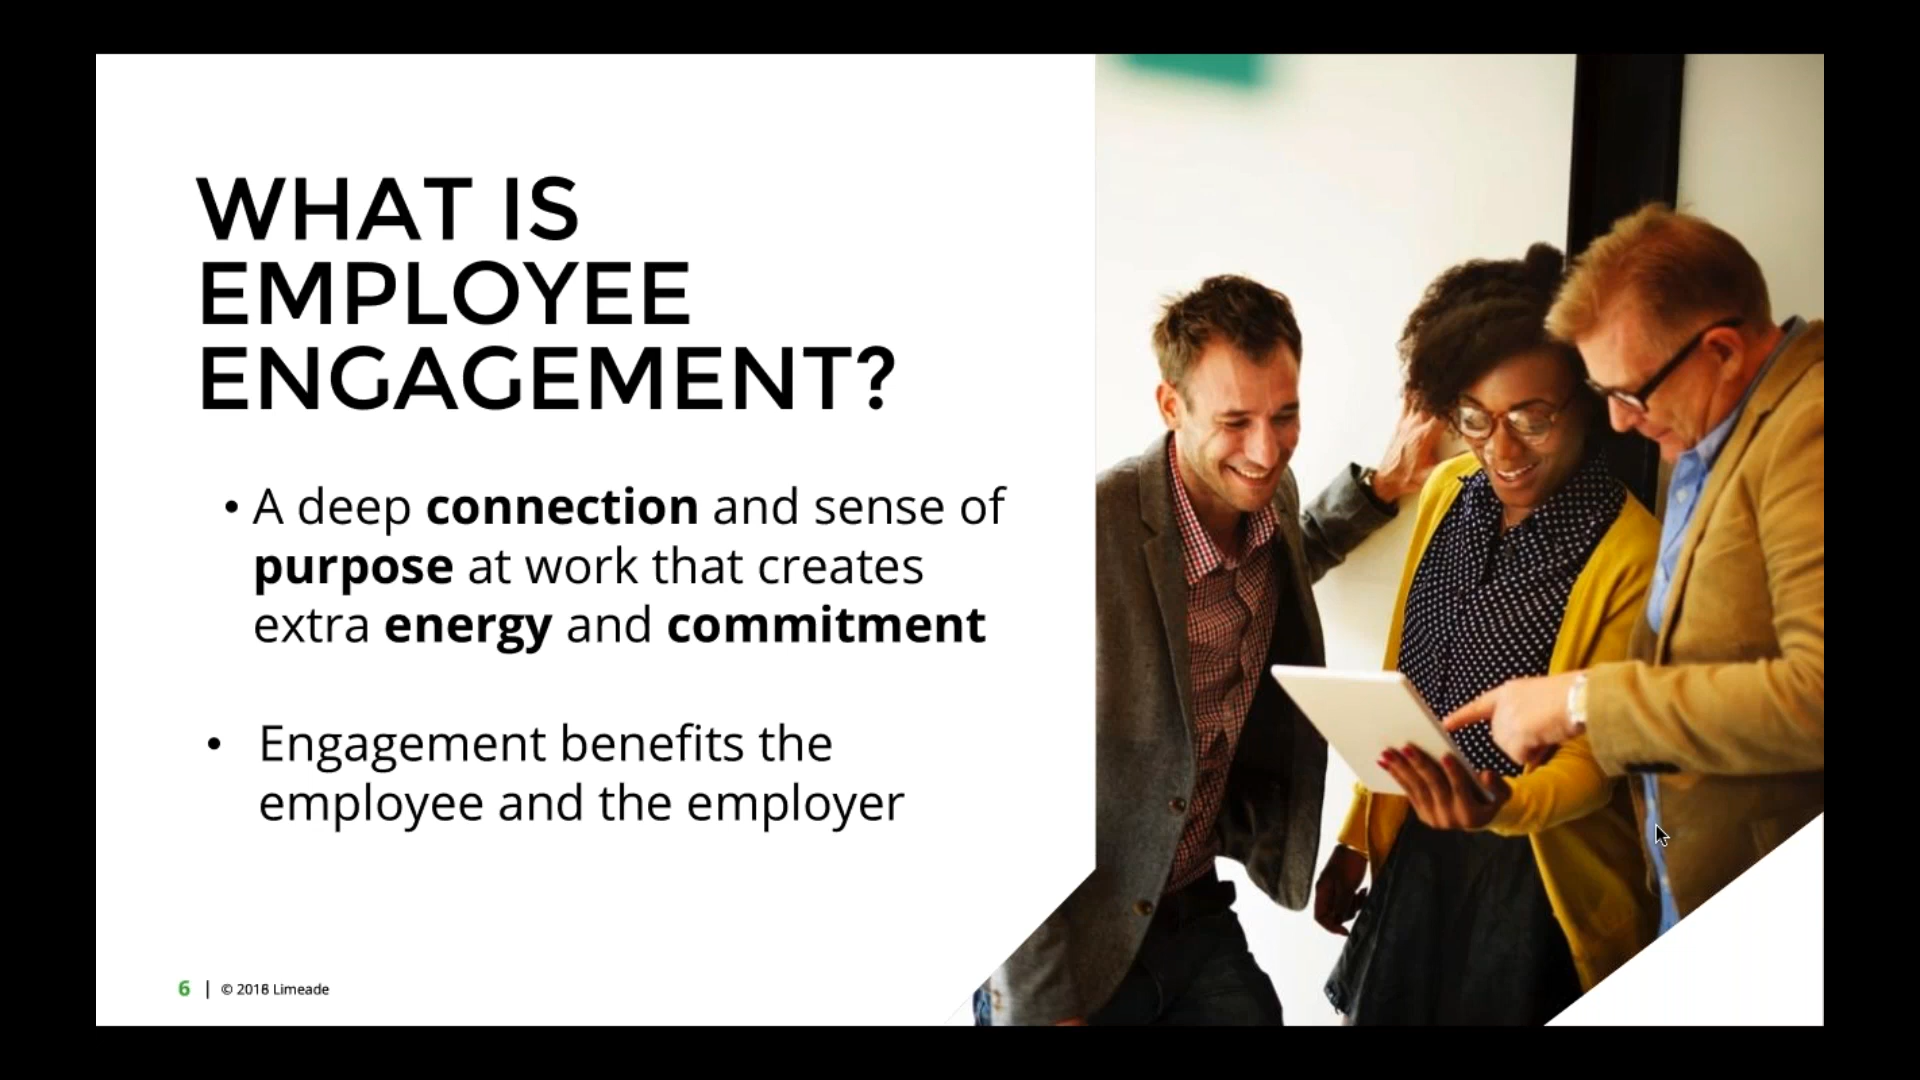 WHAT IS
EMPLOYEE
ENGAGEMENT?
• A deep connection and sense of
purpose at work that creates
extra energy and commitment
• Engagement benefits the
employee and the employer
6 | © 2018 Limeade